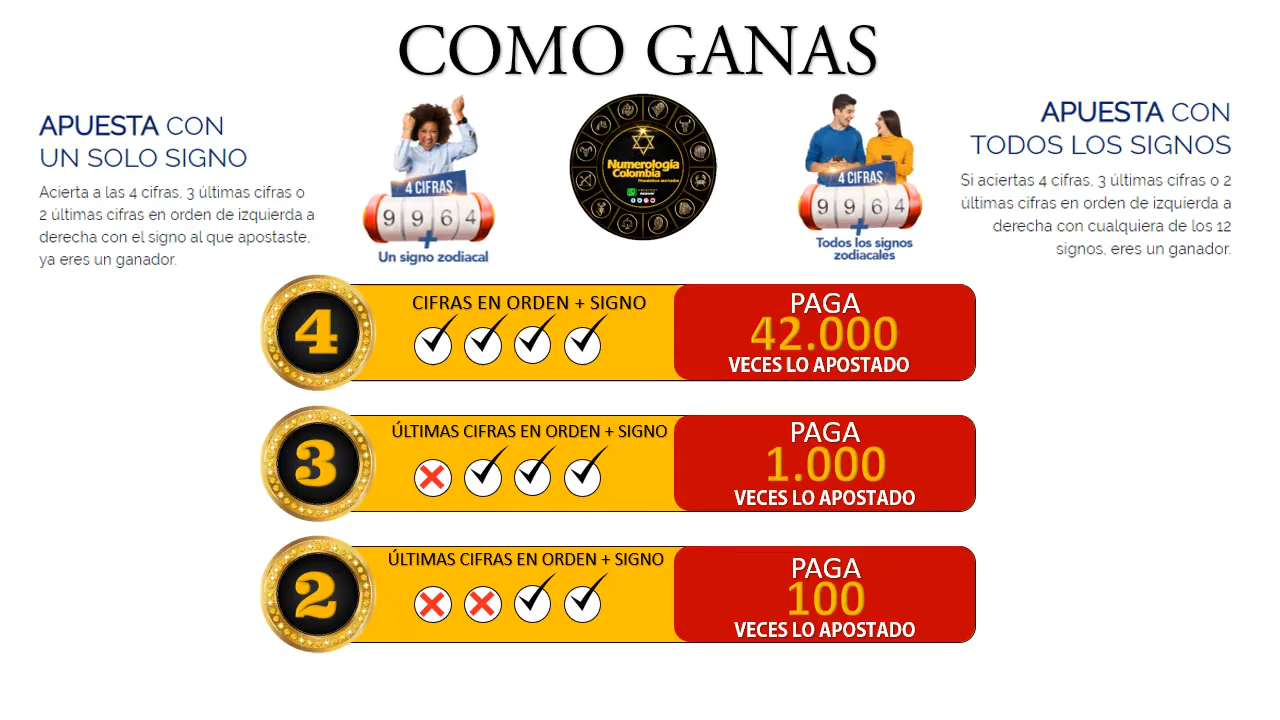 COMO GANAS
APUESTA CON
UN SOLO SIGNO
Acierta a las 4 cifras, 3 últimas cifras o
2 últimas cifras en orden de izquierda a
derecha con el signo al que apostaste,
ya eres un ganador.
4 CIFRAS
9 9 6 4
+
Un signo zodiacal
Numerología
Colombia
4 CIFRAS
9 9 6 4
+
Todos los signos
zodiacales
APUESTA CON
TODOS LOS SIGNOS
Si aciertas 4 cifras, 3 últimas cifras o 2
últimas cifras en orden de izquierda a
derecha con cualquiera de los 12
signos, eres un ganador.
4
CIFRAS EN ORDEN + SIGNO
PAGA
42.000
VECES LO APOSTADO
3
ÚLTIMAS CIFRAS EN ORDEN + SIGNO
PAGA
1.000
VECES LO APOSTADO
2
ÚLTIMAS CIFRAS EN ORDEN + SIGNO
PAGA
100
VECES LO APOSTADO